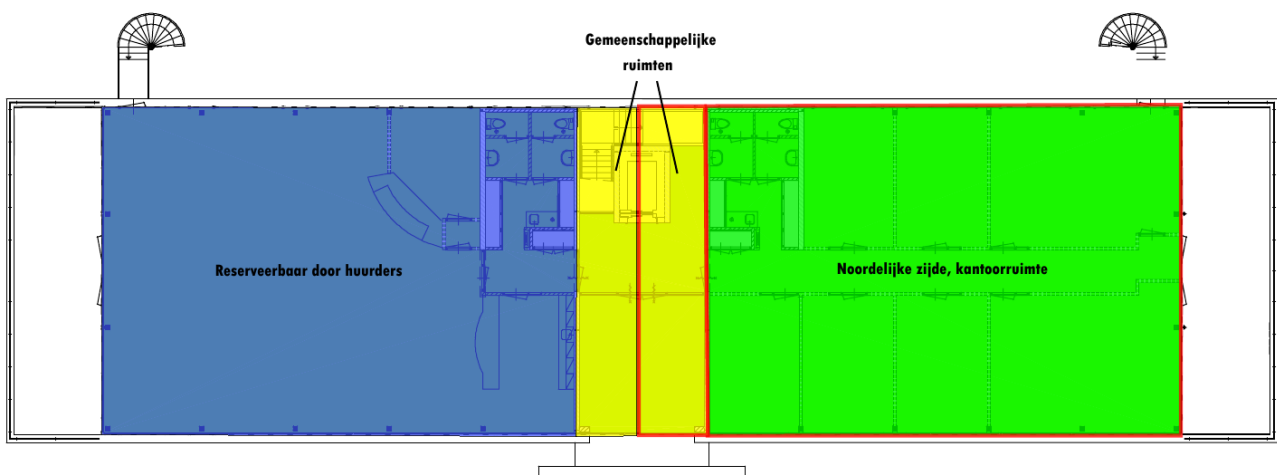 Gemeenschappelijke
ruimten
Reserveerbaar door huurders
Noordelijke zijde, kantoorruimte